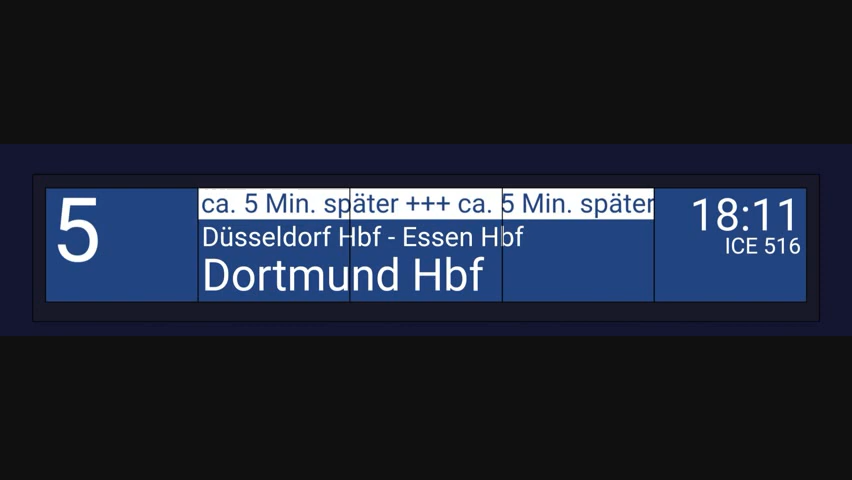 5
ca. 5 Min. später +++ ca. 5 Min. später
Düsseldorf Hbf - Essen Hbf
Dortmund Hbf
18:11
ICE 516